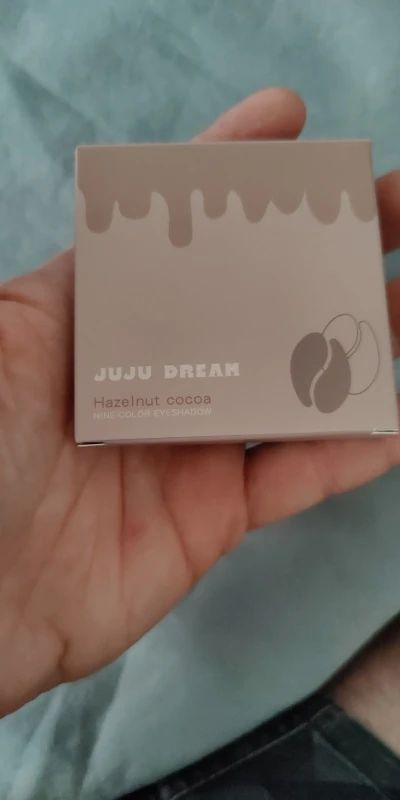 JUJU DREAM
Hazelnut cocoa
NINE-COLOR EYESHADOW